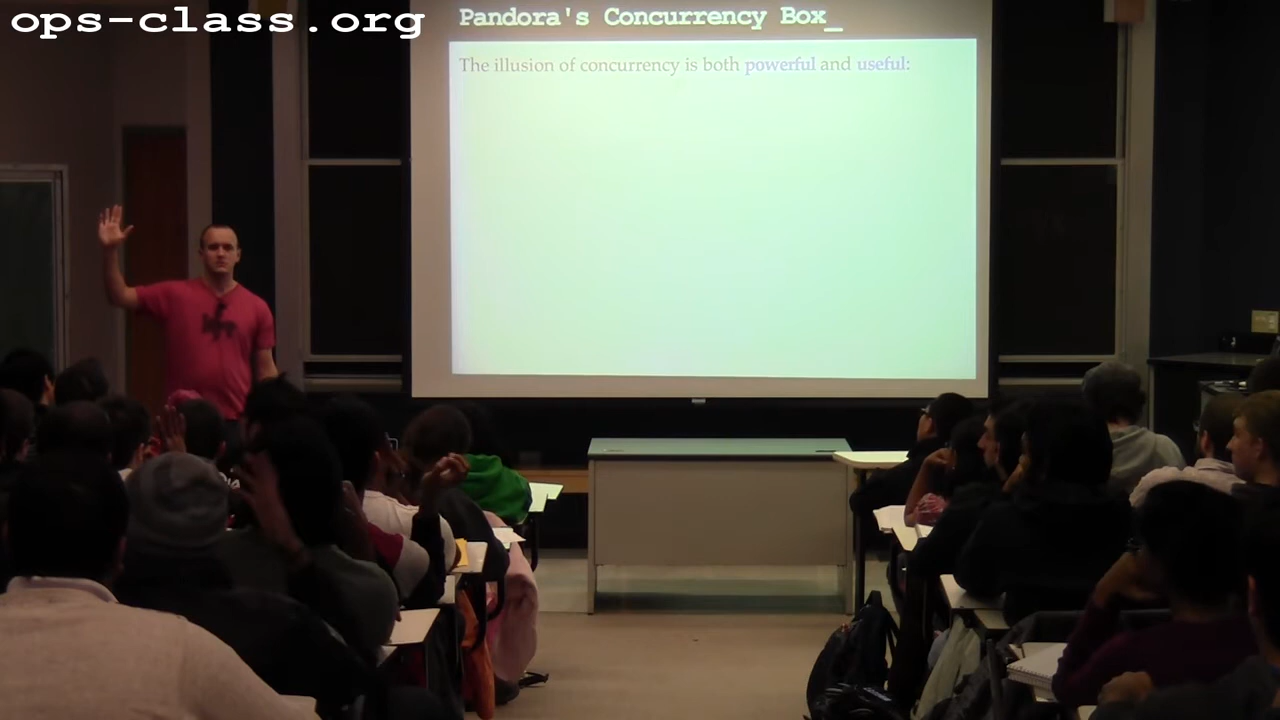 ops-class.org
Pandora's Concurrency Box_
The illusion of concurrency is both powerful and useful: